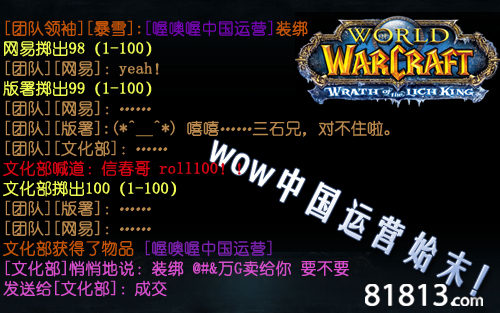 [团队领袖][暴雪]:[喔噢喔中国运营]装绑
网易掷出98 (1-100)
[团队][网易]: yeah!
版署掷出99 (1-100)
[团队][网易]: ……
[团队][版署]:(*^__^*) 嘻嘻……三石兄，对不住啦。
[团队][文化部]: ……
文化部喊道: 信春哥 roll100!!
文化部掷出100 (1-100)
[团队][版署]: ……
[团队][网易]: ……
文化部获得了物品 [喔噢喔中国运营]
[文化部]悄悄地说: 装绑 @#&万G卖给你 要不要
发送给[文化部]: 成交
WORLD
OF
WARCRAFT
WRATH of the LICH KING
WOW中国运营始末!
81813.com